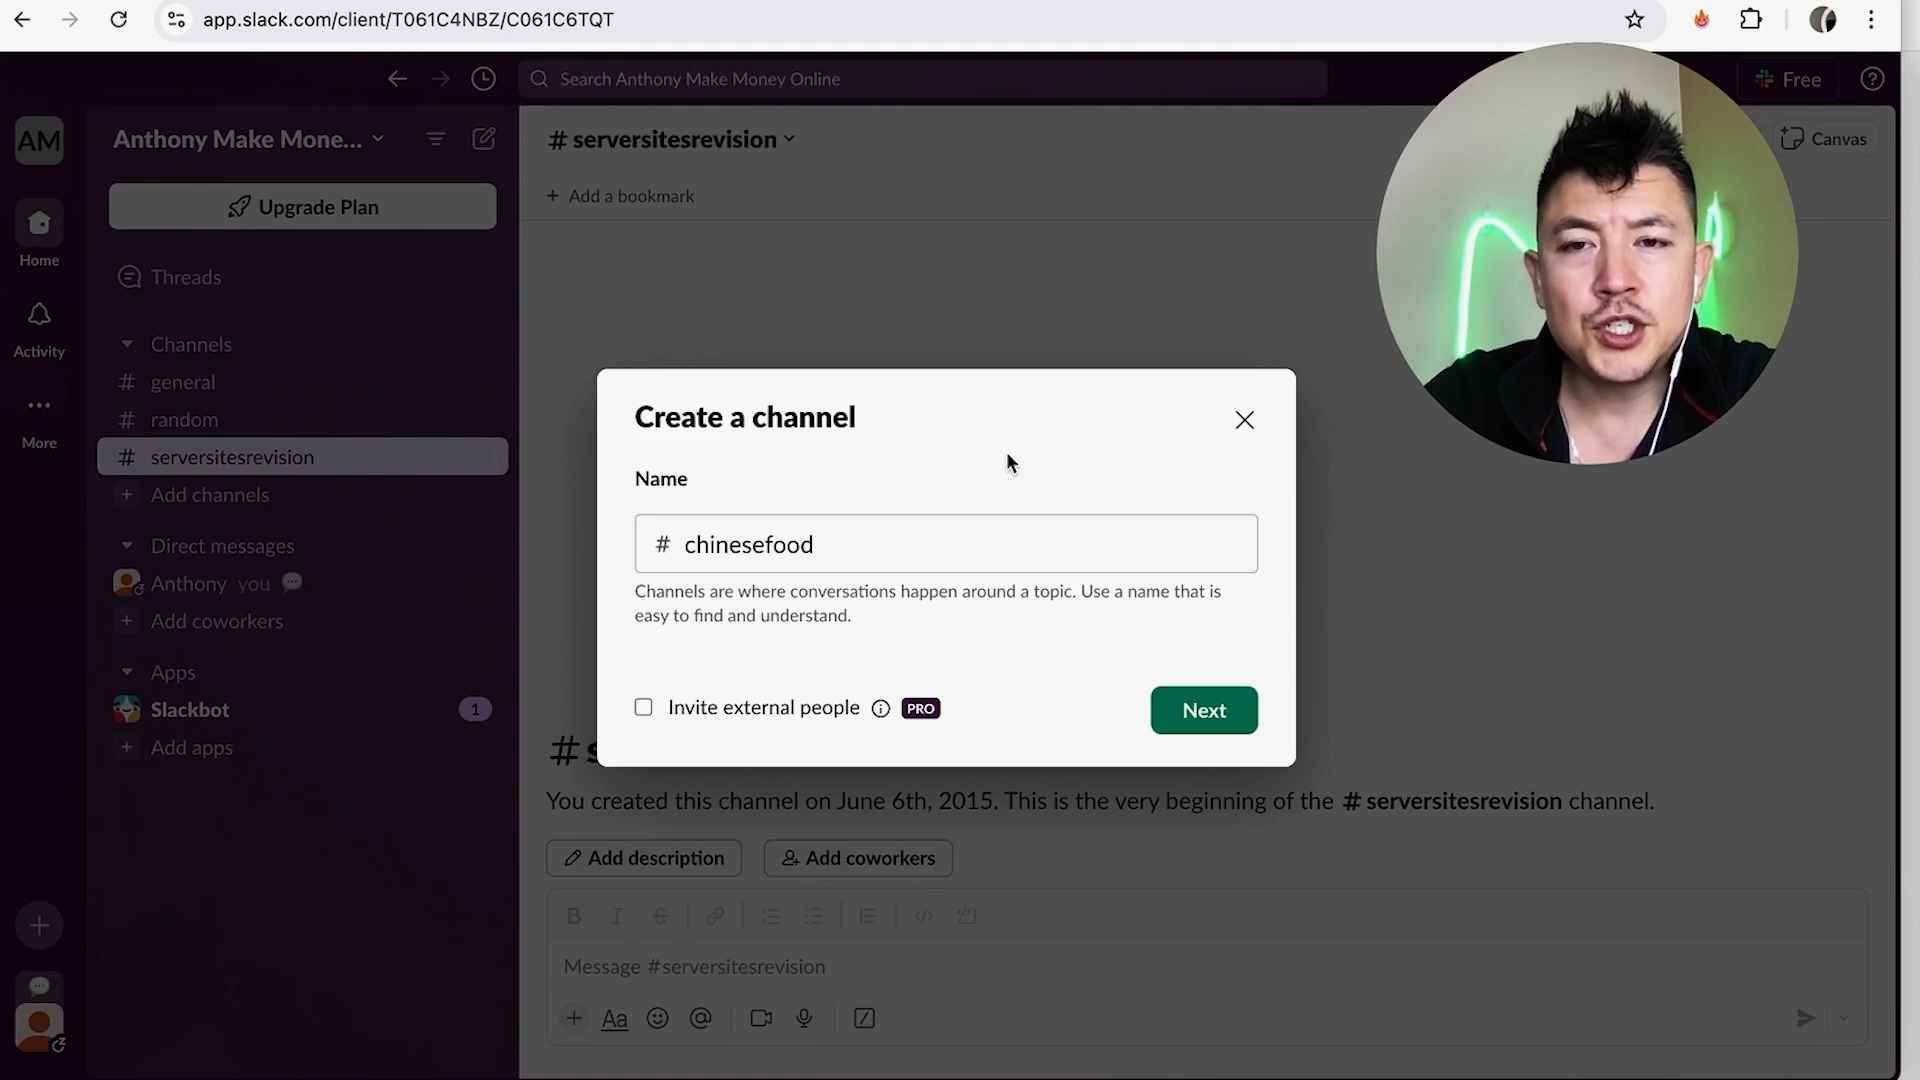 app.slack.com/client/T061C4NBZ/C061C6TQT
Search Anthony Make Money Online
Free
AM
Anthony Make Mone...
# serversitesrevision
Canvas
Upgrade Plan
+ Add a bookmark
Home
Threads
Activity
Channels
# general
# random
# serversitesrevision
+ Add channels
More
Direct messages
Anthony you
+ Add coworkers
Apps
Slackbot 1
+ Add apps
Create a channel
Name
# chinesefood
Channels are where conversations happen around a topic. Use a name that is
easy to find and understand.
Invite external people PRO
Next
# s
You created this channel on June 6th, 2015. This is the very beginning of the # serversitesrevision channel.
Add description
Add coworkers
B I S
Message #serversitesrevision
+ Aa @